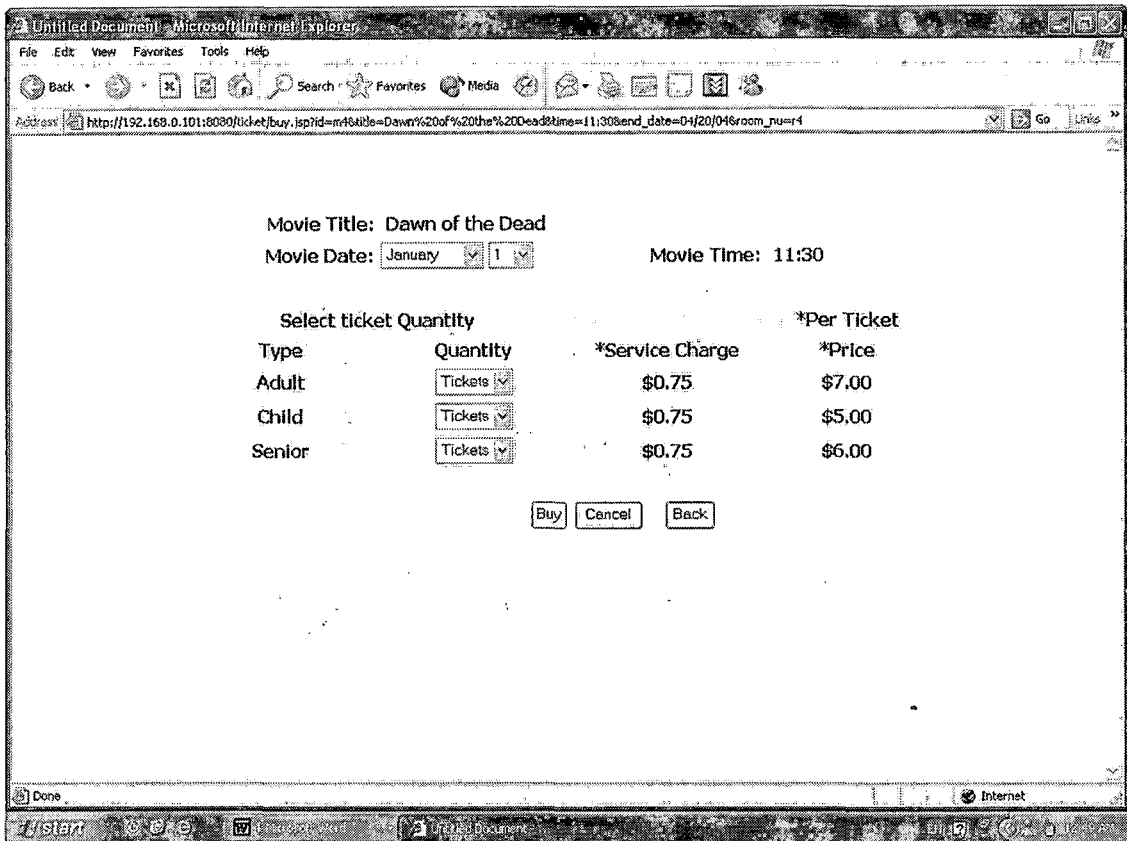 Untitled Document - Microsoft Internet Explorer
File Edit View Favorites Tools Help
Back Search Favorites Media
Address http://192.168.0.101:8080/ticket/buy.jsp?id=m4&title=Dawn%20of%20the%20Dead&time=11:30&end_date=04/20/04&room_nu=r4 Go Links »
Movie Title: Dawn of the Dead
Movie Date: January 1 Movie Time: 11:30
Select ticket Quantity *Per Ticket
Type Quantity *Service Charge *Price
Adult Tickets $0.75 $7.00
Child Tickets $0.75 $5.00
Senior Tickets $0.75 $6.00
Buy Cancel Back
Done Internet
start Untitled Document EN